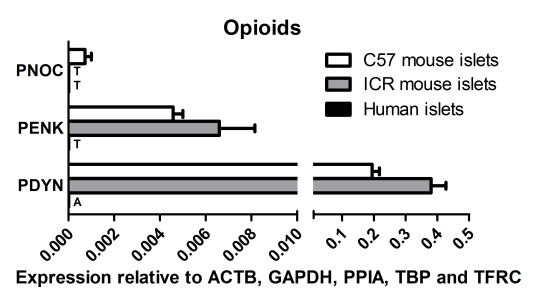 Opioids
C57 mouse islets
ICR mouse islets
Human islets
PNOC
T
T
PENK
T
PDYN
A
0.000 0.002 0.004 0.006 0.008 0.010 0.1 0.2 0.3 0.4 0.5
Expression relative to ACTB, GAPDH, PPIA, TBP and TFRC